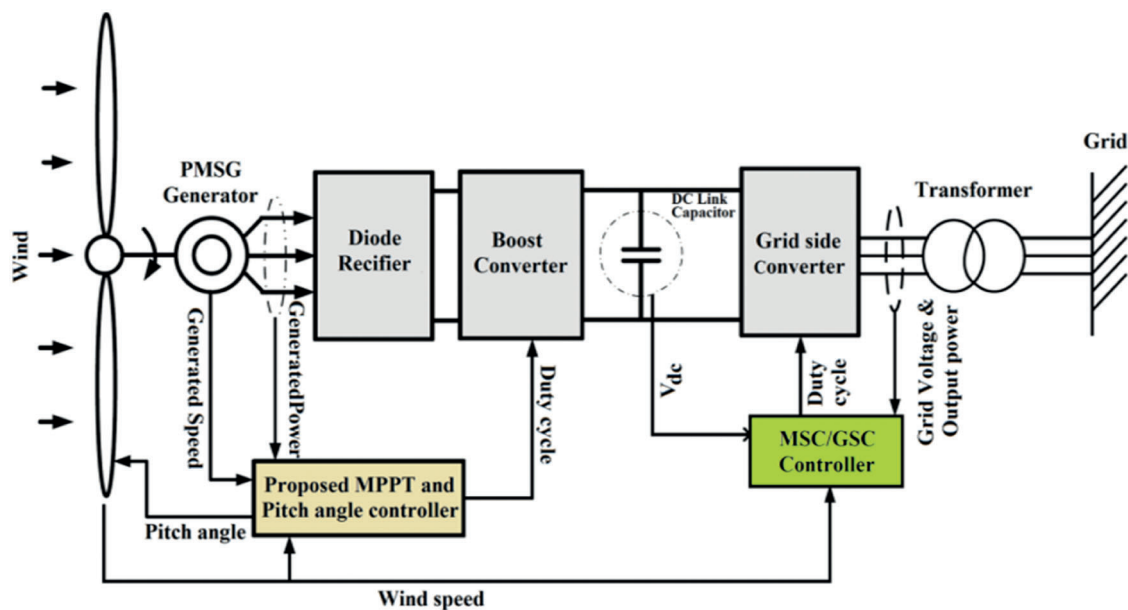 Wind
PMSG
Generator
Diode
Recifier
Boost
Converter
DC Link
Capacitor
Grid side
Converter
Transformer
Grid
Generated Speed
GeneratedPower
Duty cycle
Vdc
Duty
cycle
Grid Voltage &
Output power
MSC/GSC
Controller
Proposed MPPT and
Pitch angle controller
Pitch angle
Wind speed